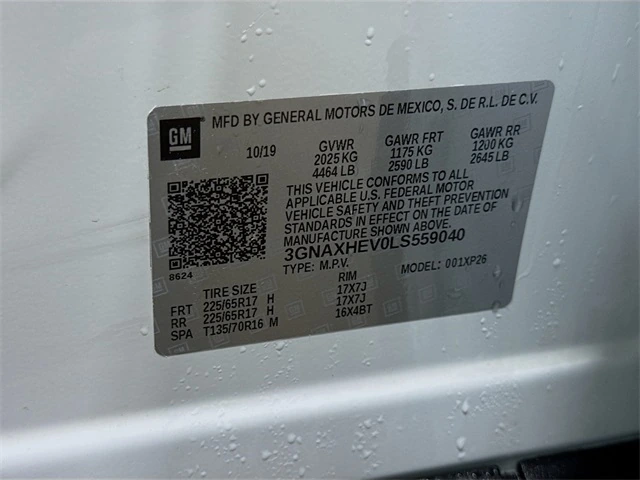 GM
MFD BY GENERAL MOTORS DE MEXICO, S. DE R.L. DE C.V.
10/19 GVWR GAWR FRT GAWR RR
2025 KG 1175 KG 1200 KG
4464 LB 2590 LB 2645 LB
THIS VEHICLE CONFORMS TO ALL
APPLICABLE U.S. FEDERAL MOTOR
VEHICLE SAFETY AND THEFT PREVENTION
STANDARDS IN EFFECT ON THE DATE OF
MANUFACTURE SHOWN ABOVE.
3GNAXHEV0LS559040
8624 TYPE: M.P.V. MODEL: 001XP26
TIRE SIZE RIM
FRT 225/65R17 H 17X7J
RR 225/65R17 H 17X7J
SPA T135/70R16 M 16X4BT